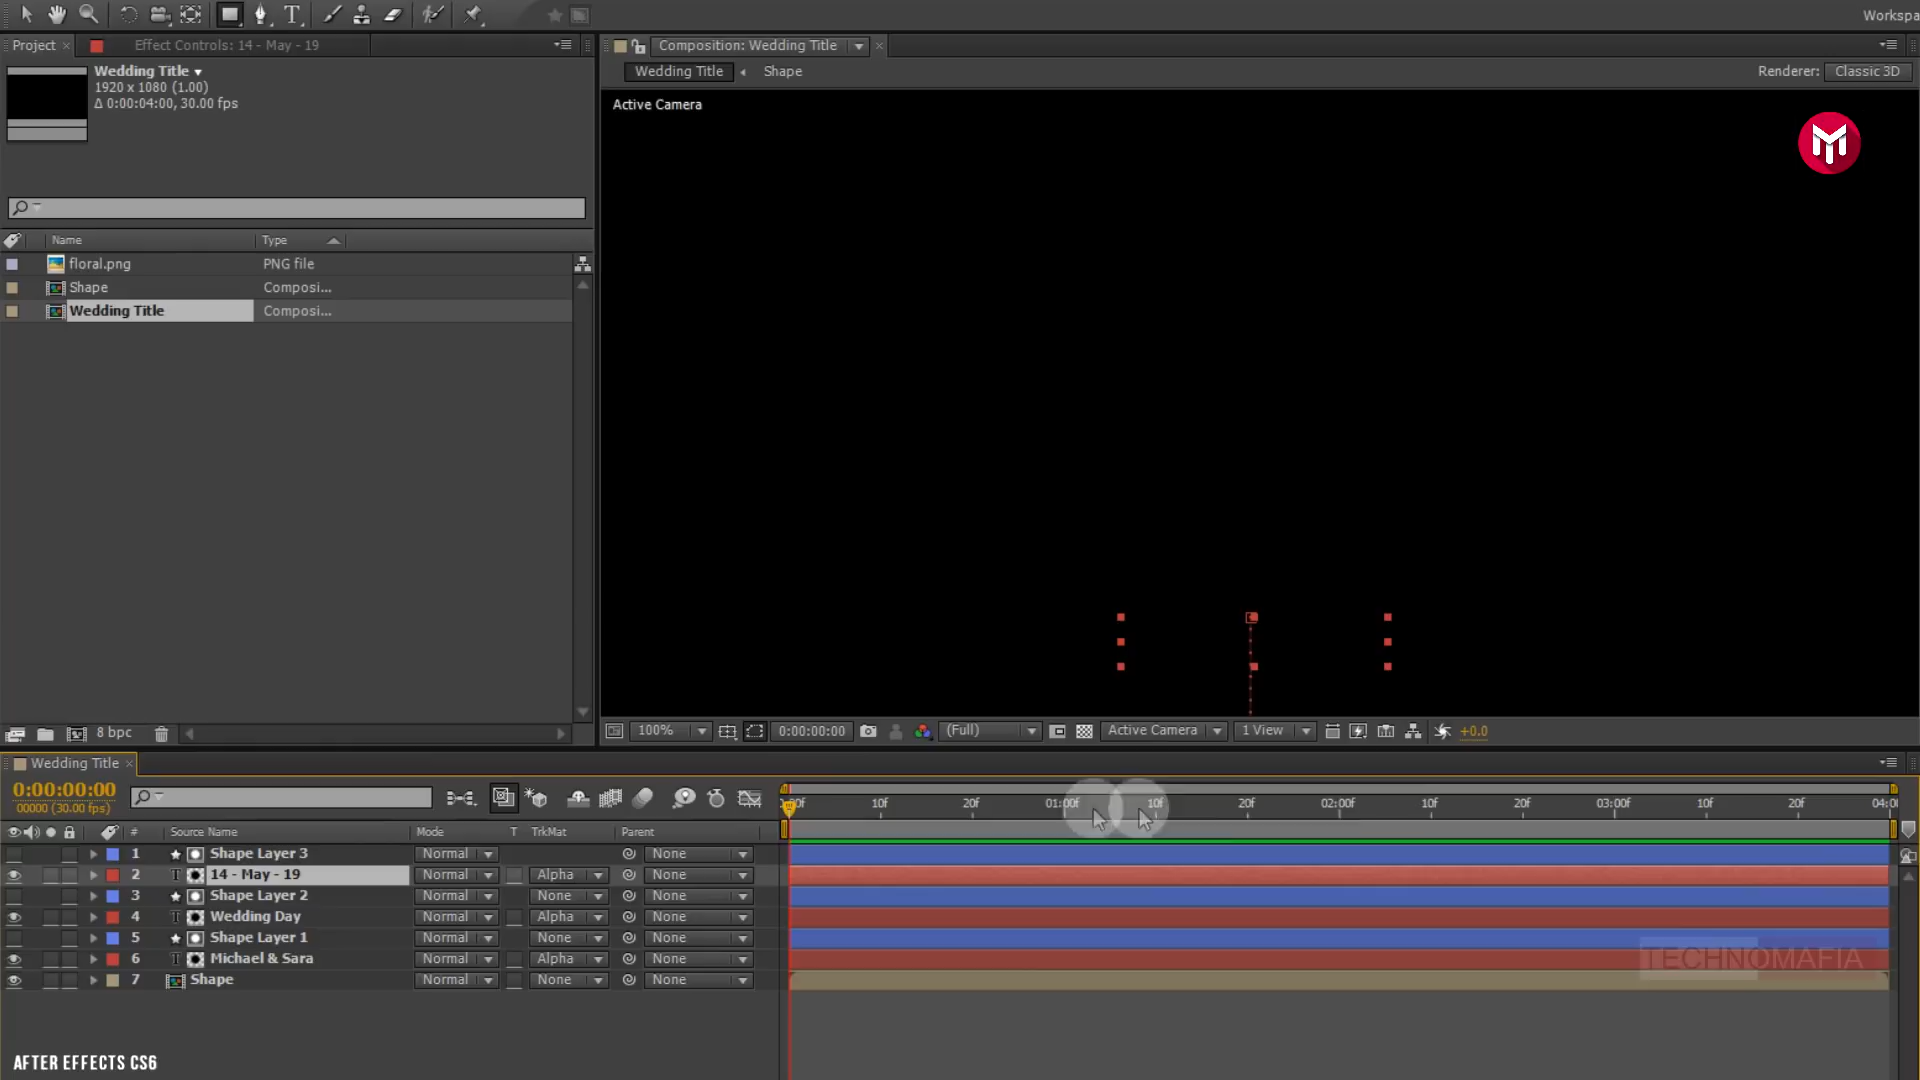 Workspa
Project × Effect Controls: 14 - May - 19
Composition: Wedding Title
Wedding Title
1920 x 1080 (1.00)
Δ 0:00:04:00, 30.00 fps
Wedding Title Shape
Renderer: Classic 3D
Active Camera
Name Type
floral.png PNG file
Shape Composi...
Wedding Title Composi...
8 bpc
100% 0:00:00:00 (Full) Active Camera 1 View +0.0
Wedding Title
0:00:00:00
00000 (30.00 fps)
10f 20f 01:00f 10f 20f 02:00f 10f 20f 03:00f 10f 20f 04:0
# Source Name Mode T TrkMat Parent
1 Shape Layer 3 Normal None
2 T 14 - May - 19 Normal Alpha None
3 Shape Layer 2 Normal None None
4 T Wedding Day Normal Alpha None
5 Shape Layer 1 Normal None None
6 T Michael & Sara Normal Alpha None
7 Shape Normal None None
TECHNOMAFIA
AFTER EFFECTS CS6